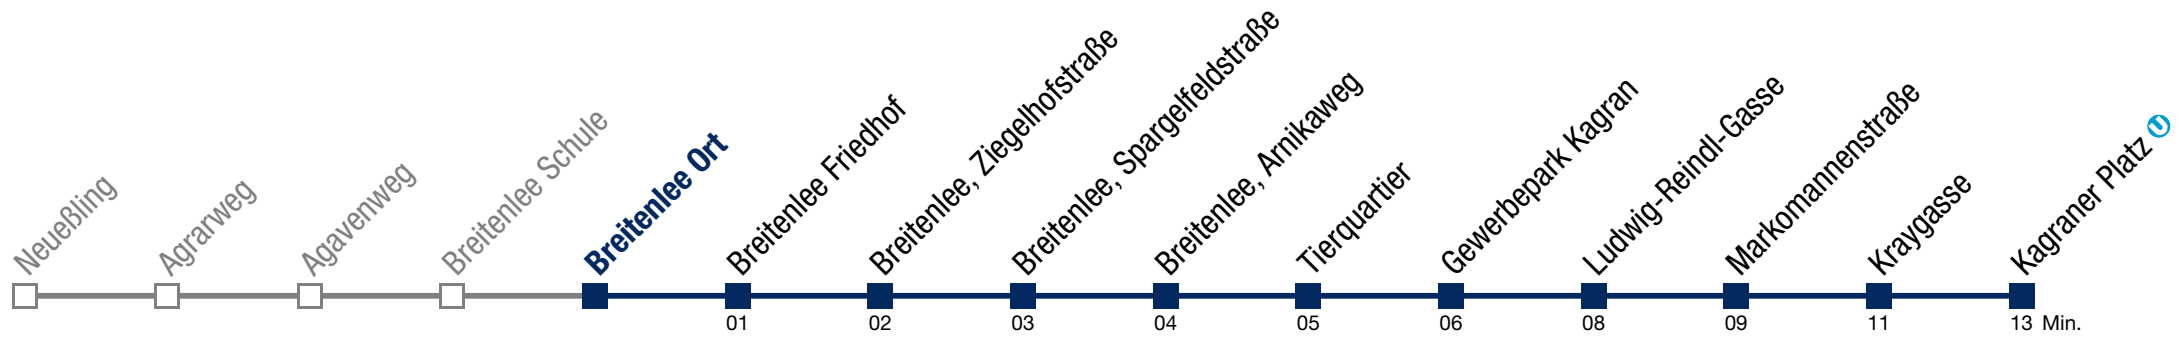 Neueßling
Agrarweg
Agavenweg
Breitenlee Schule
Breitenlee Ort
Breitenlee Friedhof
Breitenlee, Ziegelhofstraße
Breitenlee, Spargelfeldstraße
Breitenlee, Arnikaweg
Tierquartier
Gewerbepark Kagran
Ludwig-Reindl-Gasse
Markomannenstraße
Kraygasse
Kagraner Platz U
01 02 03 04 05 06 08 09 11 13 Min.